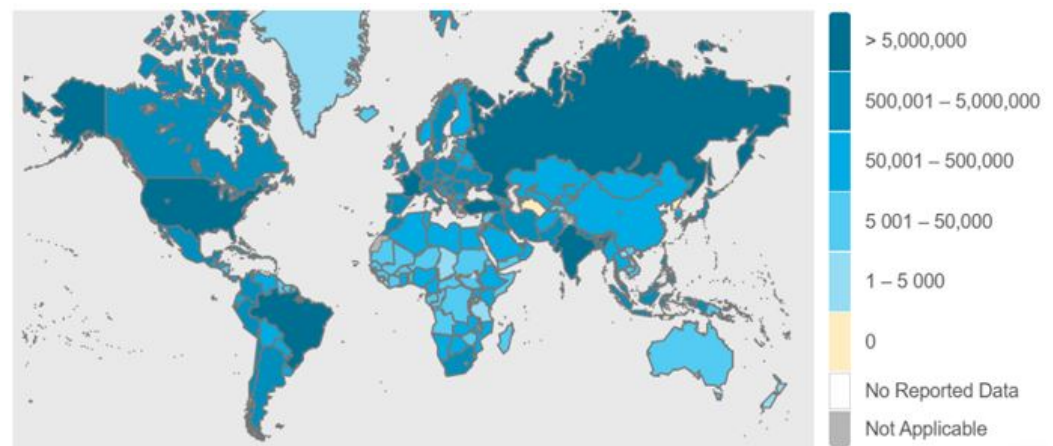 > 5,000,000
500,001 – 5,000,000
50,001 – 500,000
5 001 – 50,000
1 – 5 000
0
No Reported Data
Not Applicable